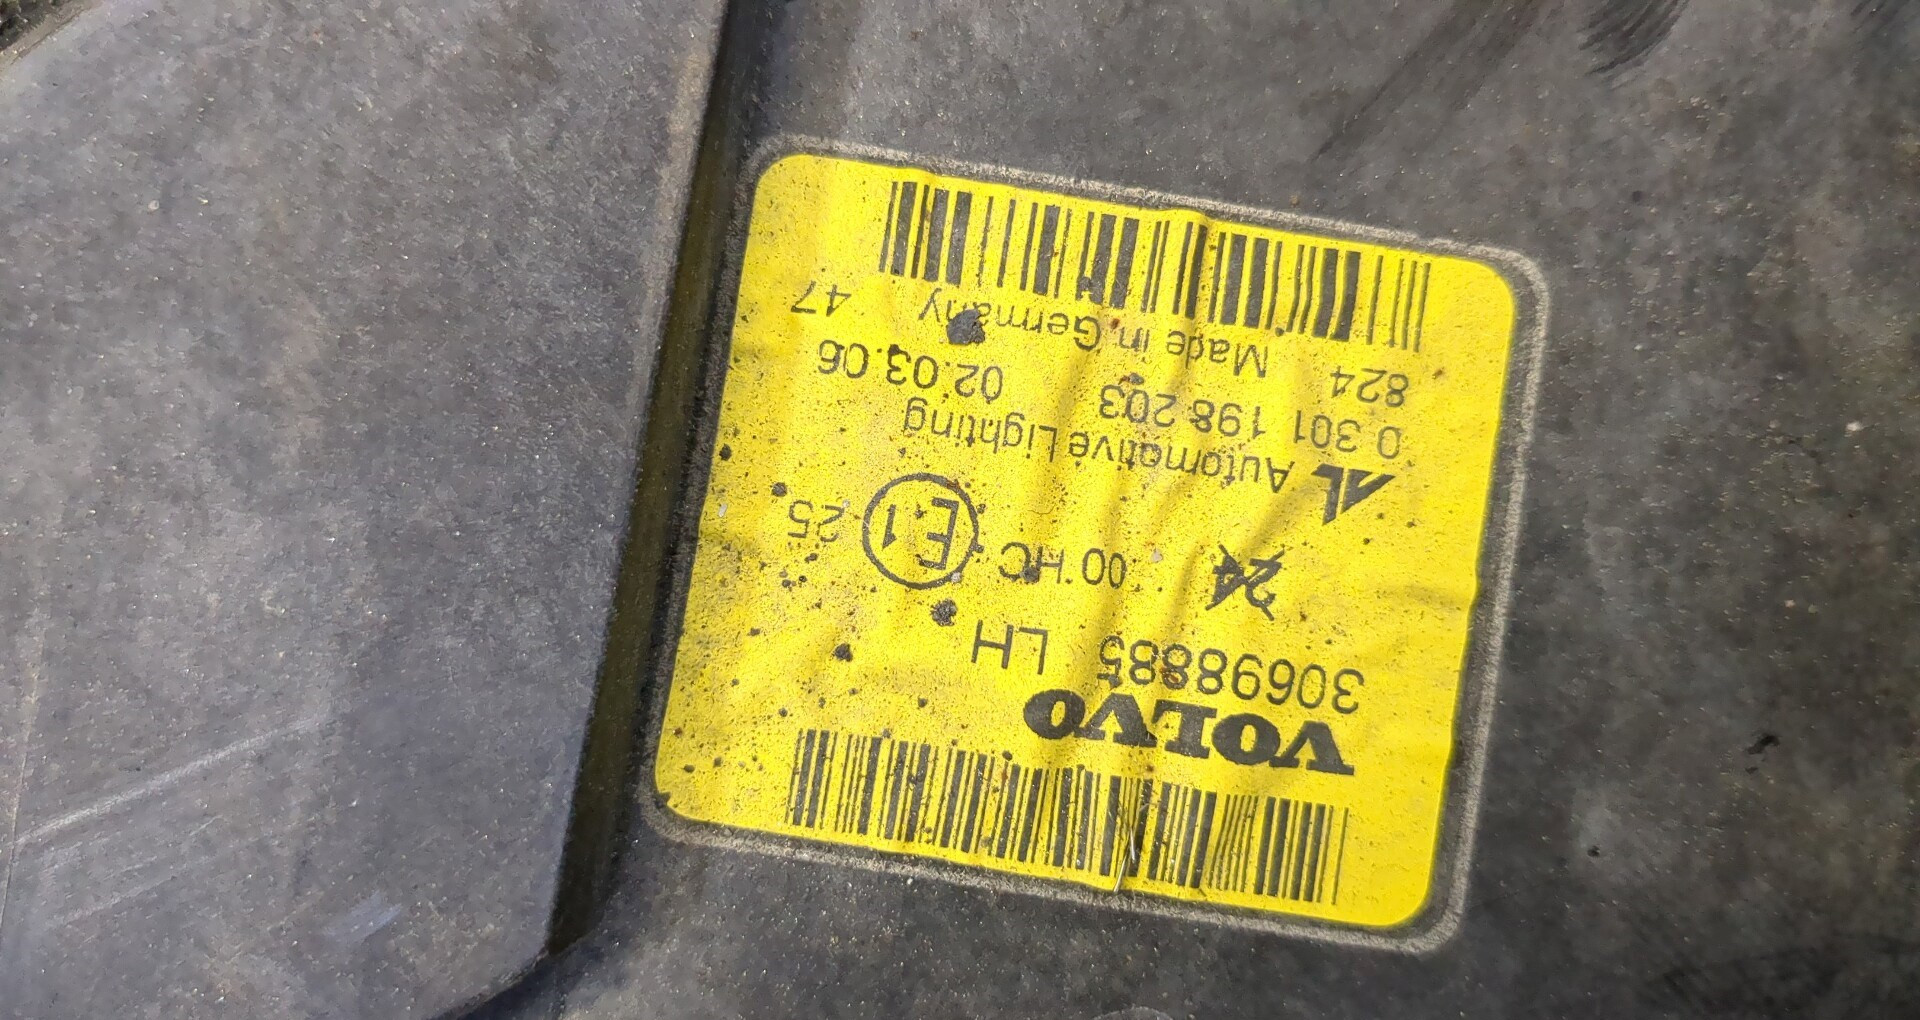 VOLVO
30698885 LH
24 00 HC E1 25
AL Automotive Lighting
0 301 198 203 02.03.06
824 Made in Germany 47